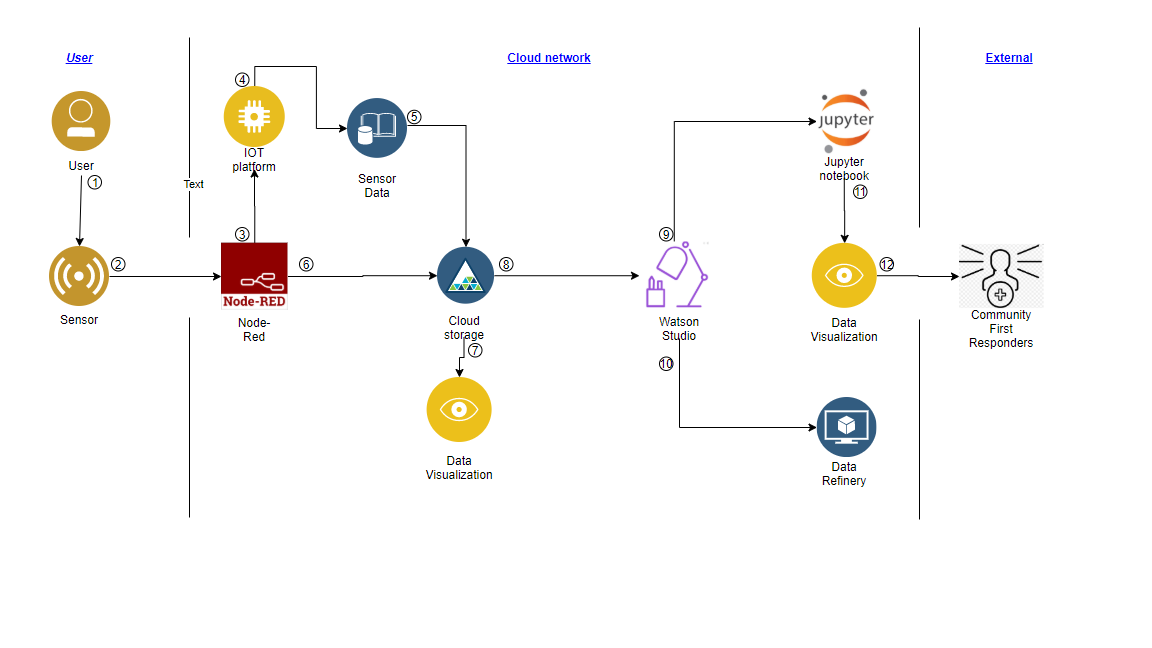 User
Cloud network
External
User
①
Sensor
②
Text
④
IOT
platform
③
Node-RED
Node-
Red
⑤
Sensor
Data
⑥
Cloud
storage
⑦
Data
Visualization
⑧
⑨
Watson
Studio
⑩
jupyter
Jupyter
notebook
⑪
Data
Visualization
⑫
Data
Refinery
Community
First
Responders